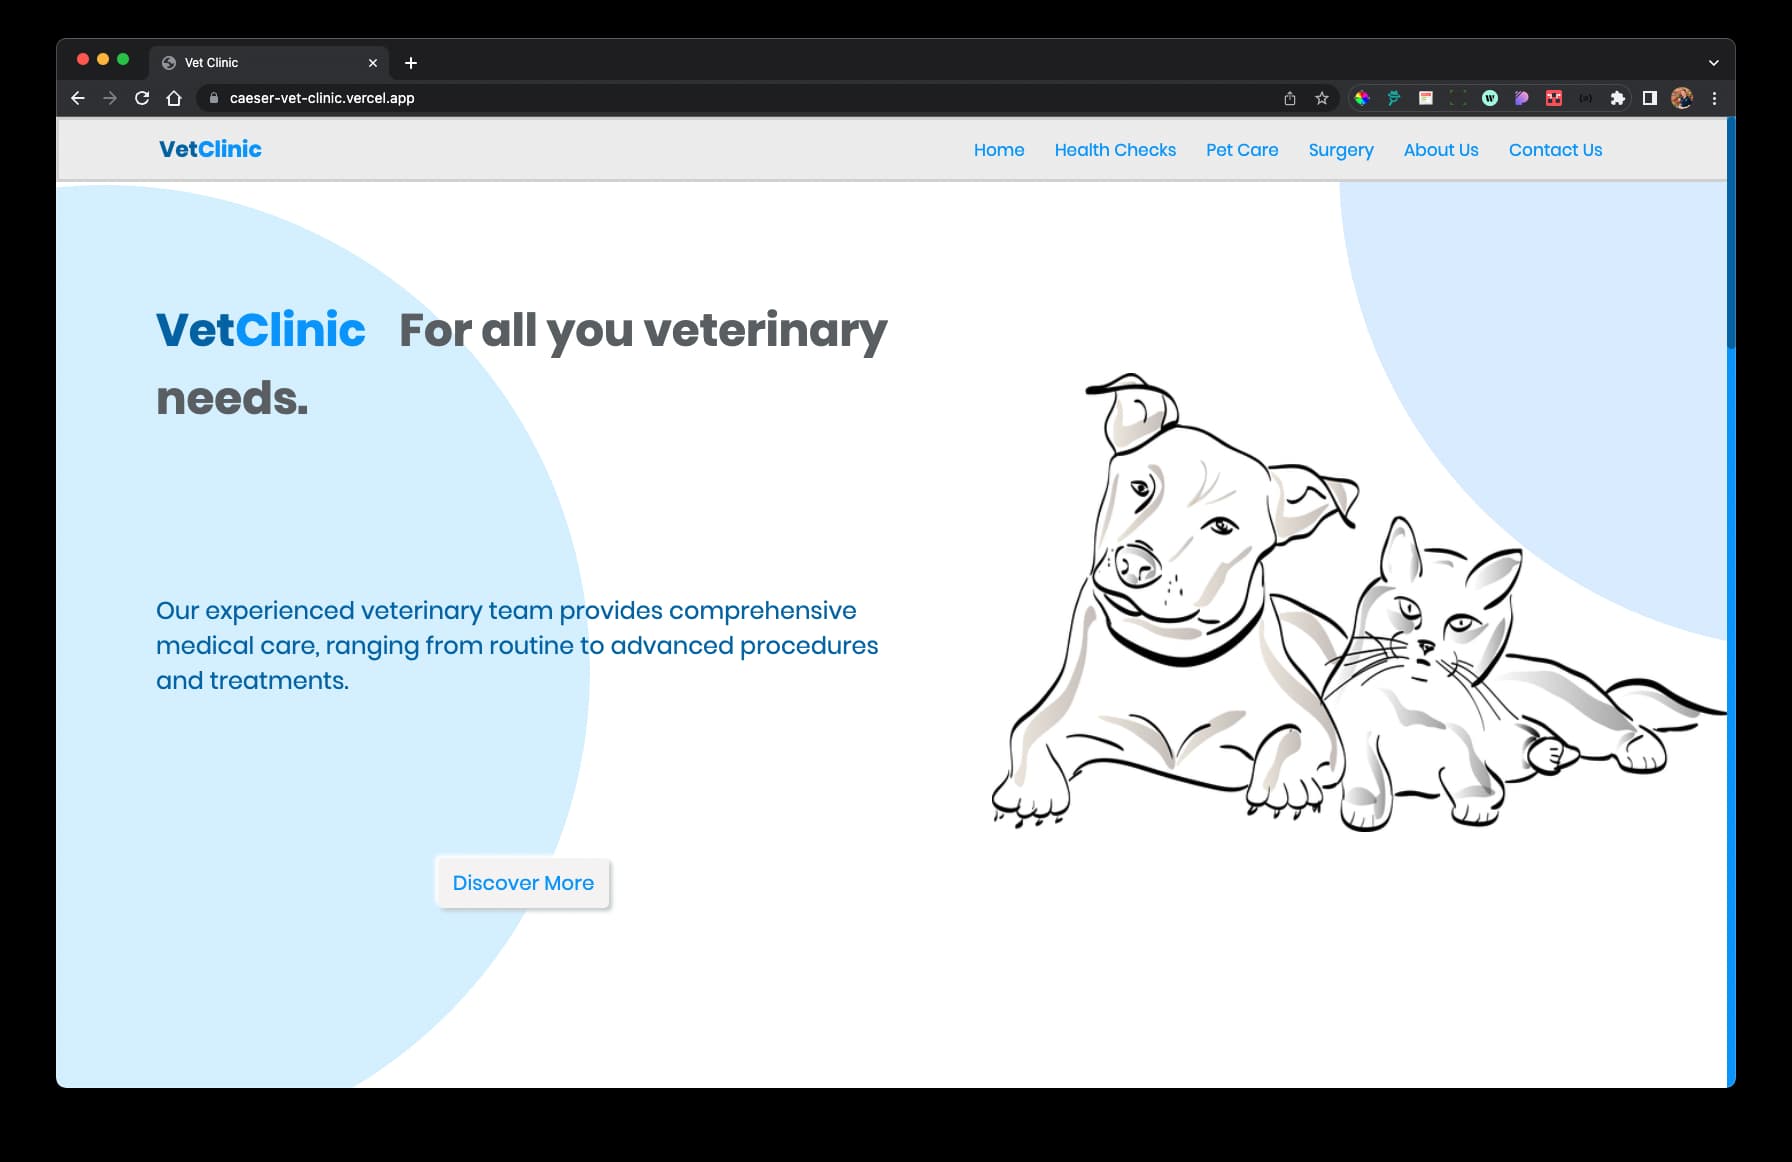 Vet Clinic
caeser-vet-clinic.vercel.app
VetClinic
Home Health Checks Pet Care Surgery About Us Contact Us
VetClinic For all you veterinary
needs.
Our experienced veterinary team provides comprehensive
medical care, ranging from routine to advanced procedures
and treatments.
Discover More